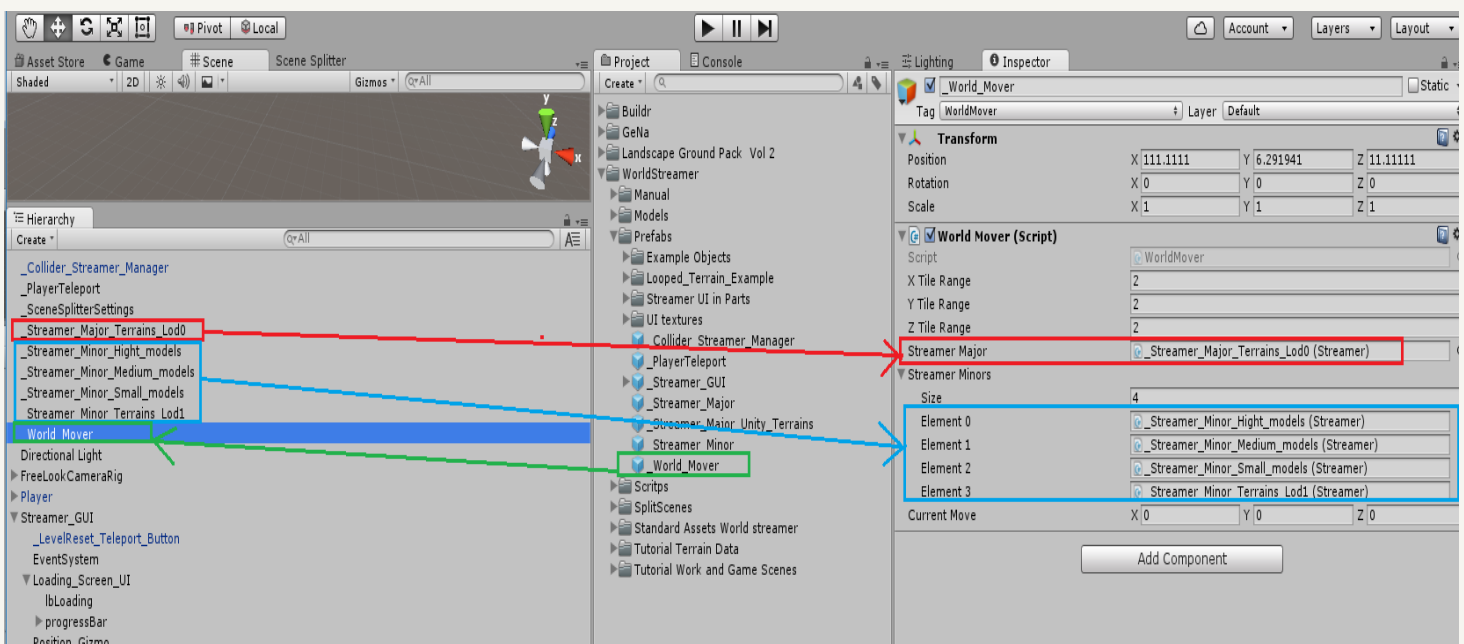 Pivot Local Account Layers Layout
Asset Store Game Scene Scene Splitter
Shaded 2D Gizmos All
y
z
x
Hierarchy
Create All
_Collider_Streamer_Manager
_PlayerTeleport
_SceneSplitterSettings
_Streamer_Major_Terrains_Lod0
_Streamer_Minor_Hight_models
_Streamer_Minor_Medium_models
_Streamer_Minor_Small_models
_Streamer_Minor_Terrains_Lod1
_World_Mover
Directional Light
FreeLookCameraRig
Player
Streamer_GUI
_LevelReset_Teleport_Button
EventSystem
Loading_Screen_UI
lbLoading
progressBar
Position_Gizmo
Project Console
Create
Buildr
GeNa
Landscape Ground Pack Vol 2
WorldStreamer
Manual
Models
Prefabs
Example Objects
Looped_Terrain_Example
Streamer UI in Parts
UI textures
_Collider_Streamer_Manager
_PlayerTeleport
_Streamer_GUI
_Streamer_Major
_Streamer_Major_Unity_Terrains
_Streamer_Minor
_World_Mover
Scritps
SplitScenes
Standard Assets World streamer
Tutorial Terrain Data
Tutorial Work and Game Scenes
Lighting Inspector
_World_Mover Static
Tag WorldMover Layer Default
Transform
Position X 111.1111 Y 6.291941 Z 11.11111
Rotation X 0 Y 0 Z 0
Scale X 1 Y 1 Z 1
World Mover (Script)
Script WorldMover
X Tile Range 2
Y Tile Range 2
Z Tile Range 2
Streamer Major _Streamer_Major_Terrains_Lod0 (Streamer)
Streamer Minors
Size 4
Element 0 _Streamer_Minor_Hight_models (Streamer)
Element 1 _Streamer_Minor_Medium_models (Streamer)
Element 2 _Streamer_Minor_Small_models (Streamer)
Element 3 _Streamer_Minor_Terrains_Lod1 (Streamer)
Current Move X 0 Y 0 Z 0
Add Component